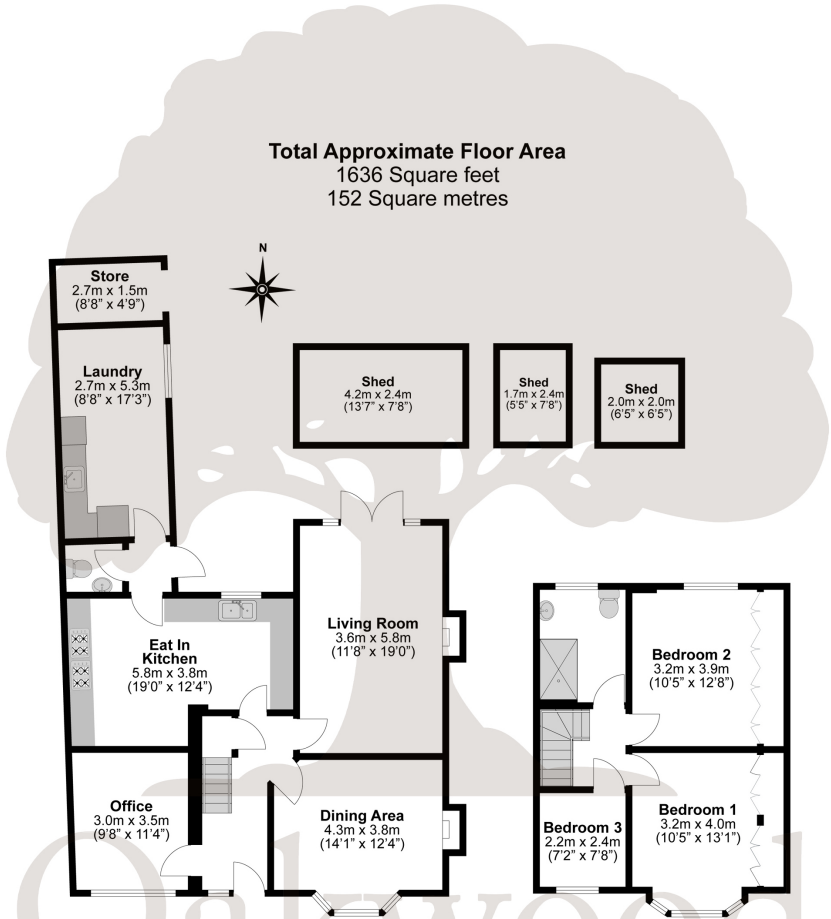 Total Approximate Floor Area
1636 Square feet
152 Square metres
N
Store
2.7m x 1.5m
(8'8" x 4'9")
Laundry
2.7m x 5.3m
(8'8" x 17'3")
Shed
4.2m x 2.4m
(13'7" x 7'8")
Shed
1.7m x 2.4m
(5'5" x 7'8")
Shed
2.0m x 2.0m
(6'5" x 6'5")
Living Room
3.6m x 5.8m
(11'8" x 19'0")
Eat In
Kitchen
5.8m x 3.8m
(19'0" x 12'4")
Bedroom 2
3.2m x 3.9m
(10'5" x 12'8")
Office
3.0m x 3.5m
(9'8" x 11'4")
Dining Area
4.3m x 3.8m
(14'1" x 12'4")
Bedroom 3
2.2m x 2.4m
(7'2" x 7'8")
Bedroom 1
3.2m x 4.0m
(10'5" x 13'1")
Oakwood